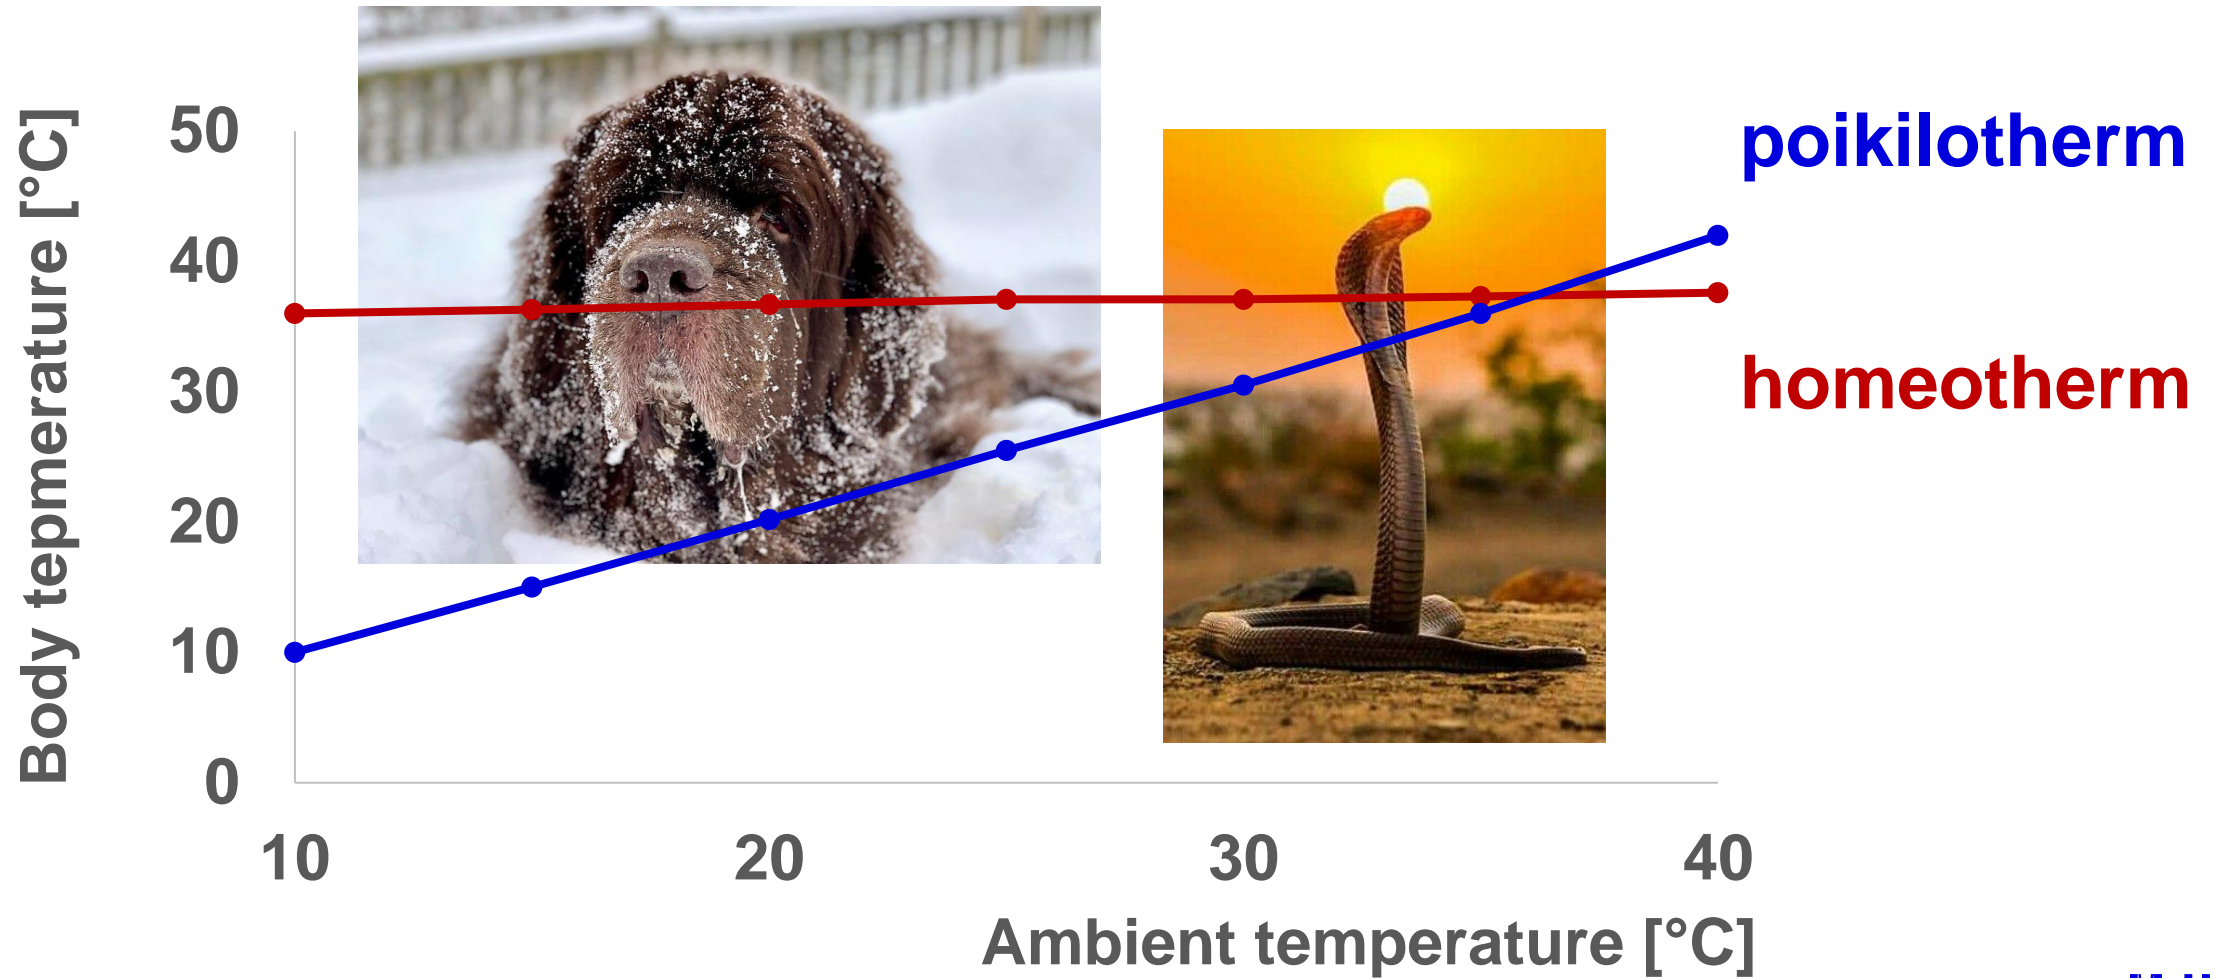 Body tepmerature [°C]
50
40
30
20
10
0
10 20 30 40
Ambient temperature [°C]
poikilotherm
homeotherm